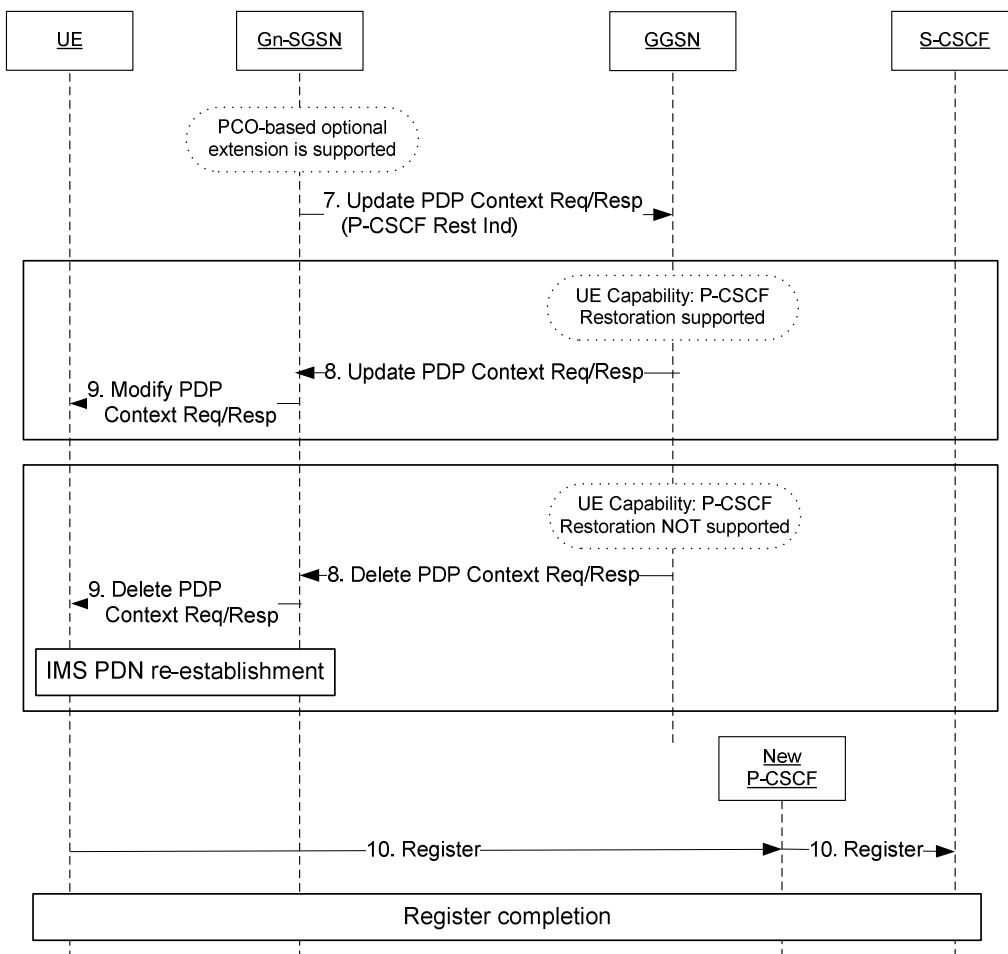 UE
Gn-SGSN
GGSN
S-CSCF
PCO-based optional
extension is supported
7. Update PDP Context Req/Resp
(P-CSCF Rest Ind)
UE Capability: P-CSCF
Restoration supported
8. Update PDP Context Req/Resp
9. Modify PDP
Context Req/Resp
UE Capability: P-CSCF
Restoration NOT supported
8. Delete PDP Context Req/Resp
9. Delete PDP
Context Req/Resp
IMS PDN re-establishment
New
P-CSCF
10. Register
10. Register
Register completion